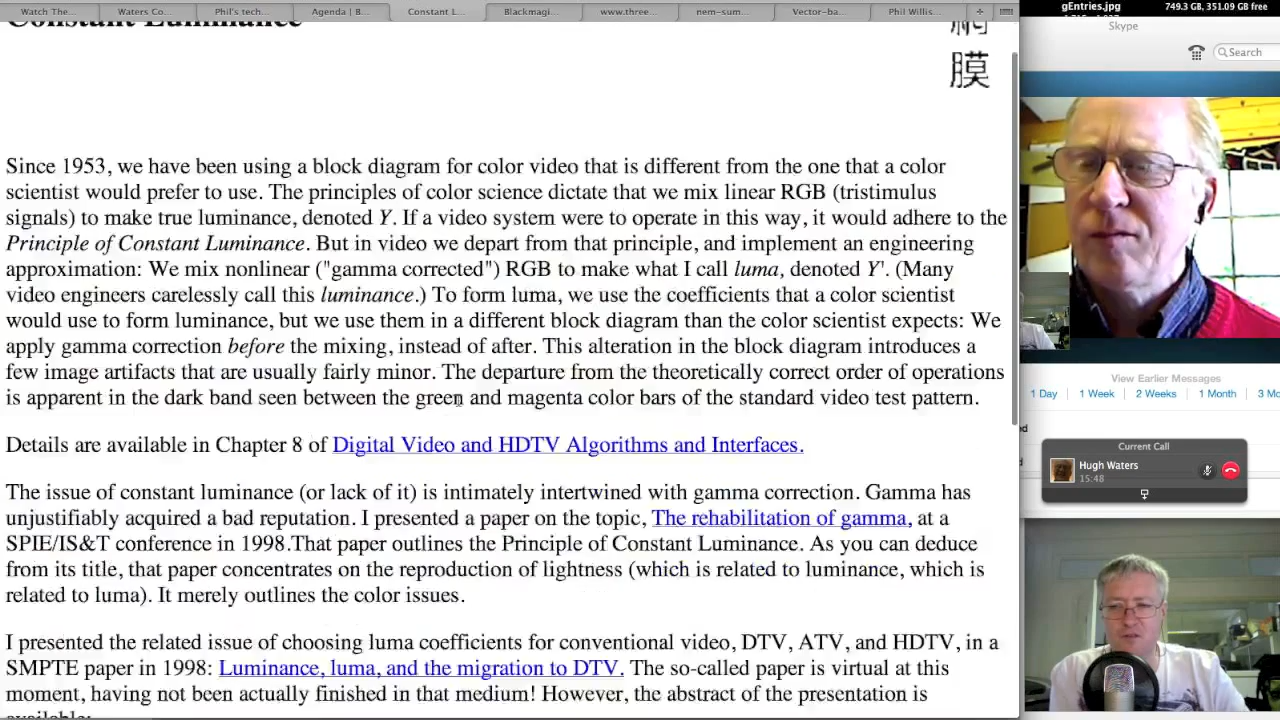 Watch The...
Waters Co...
Phil's tech...
Agenda | B...
Constant L...
Blackmagi...
www.three...
nem-sum...
Vector-ba...
Phil Willis...
gEntries.jpg
749.3 GB, 351.09 GB free
Skype
Search
Constant Luminance
網
膜
Since 1953, we have been using a block diagram for color video that is different from the one that a color
scientist would prefer to use. The principles of color science dictate that we mix linear RGB (tristimulus
signals) to make true luminance, denoted Y. If a video system were to operate in this way, it would adhere to the
Principle of Constant Luminance. But in video we depart from that principle, and implement an engineering
approximation: We mix nonlinear ("gamma corrected") RGB to make what I call luma, denoted Y'. (Many
video engineers carelessly call this luminance.) To form luma, we use the coefficients that a color scientist
would use to form luminance, but we use them in a different block diagram than the color scientist expects: We
apply gamma correction before the mixing, instead of after. This alteration in the block diagram introduces a
few image artifacts that are usually fairly minor. The departure from the theoretically correct order of operations
is apparent in the dark band seen between the green and magenta color bars of the standard video test pattern.
Details are available in Chapter 8 of Digital Video and HDTV Algorithms and Interfaces.
The issue of constant luminance (or lack of it) is intimately intertwined with gamma correction. Gamma has
unjustifiably acquired a bad reputation. I presented a paper on the topic, The rehabilitation of gamma, at a
SPIE/IS&T conference in 1998.That paper outlines the Principle of Constant Luminance. As you can deduce
from its title, that paper concentrates on the reproduction of lightness (which is related to luminance, which is
related to luma). It merely outlines the color issues.
I presented the related issue of choosing luma coefficients for conventional video, DTV, ATV, and HDTV, in a
SMPTE paper in 1998: Luminance, luma, and the migration to DTV. The so-called paper is virtual at this
moment, having not been actually finished in that medium! However, the abstract of the presentation is
available:
View Earlier Messages
1 Day
1 Week
2 Weeks
1 Month
3 Mo
Current Call
Hugh Waters
15:48